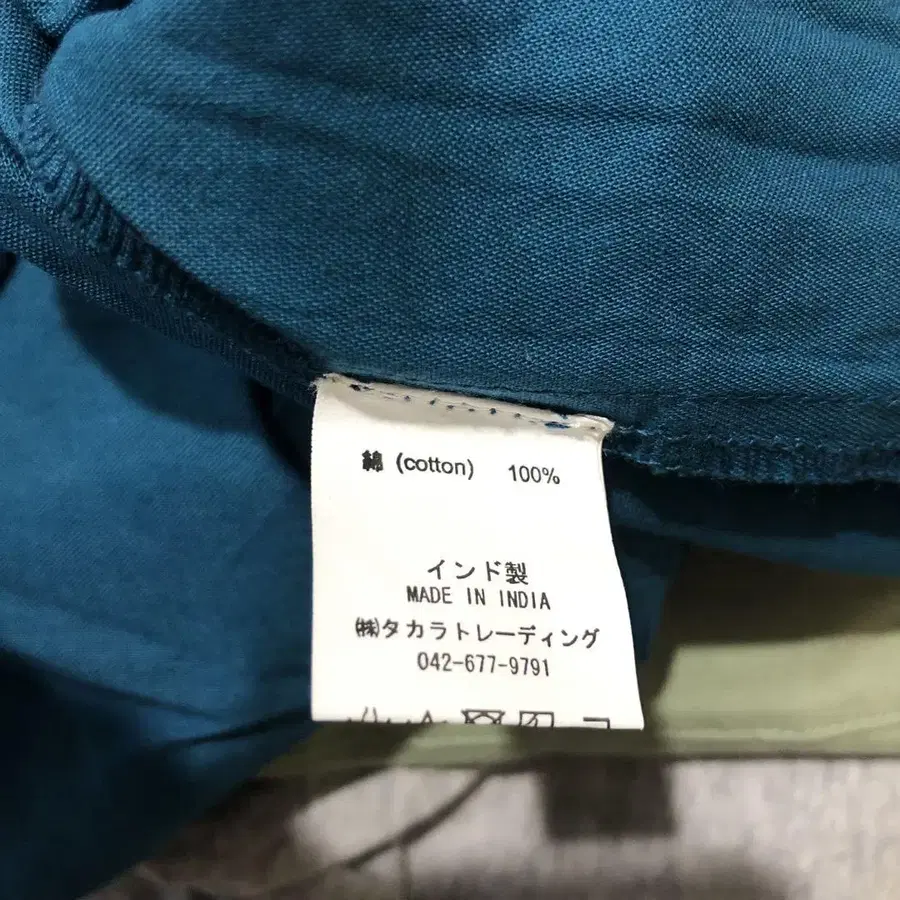 綿 (cotton) 100%
インド製
MADE IN INDIA
㈱タカラトレーディング
042-677-9791